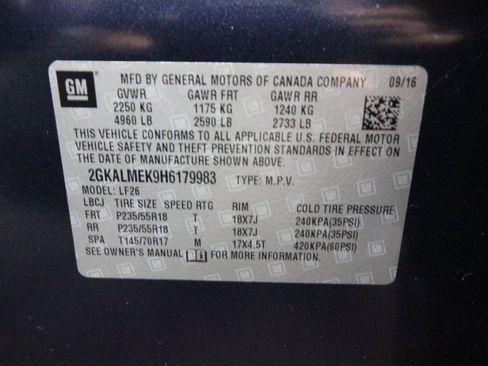 GM
MFD BY GENERAL MOTORS OF CANADA COMPANY 09/16
GVWR GAWR FRT GAWR RR
2250 KG 1175 KG 1240 KG
4960 LB 2590 LB 2733 LB
THIS VEHICLE CONFORMS TO ALL APPLICABLE U.S. FEDERAL MOTOR
VEHICLE SAFETY AND THEFT PREVENTION STANDARDS IN EFFECT ON
THE DATE OF MANUFACTURE SHOWN ABOVE.
2GKALMEK9H6179983 TYPE: M.P.V.
MODEL: LF26
LBCJ TIRE SIZE SPEED RTG RIM COLD TIRE PRESSURE
FRT P235/55R18 T 18X7J 240KPA(35PSI)
RR P235/55R18 T 18X7J 240KPA(35PSI)
SPA T145/70R17 M 17X4.5T 420KPA(60PSI)
SEE OWNER'S MANUAL FOR MORE INFORMATION.